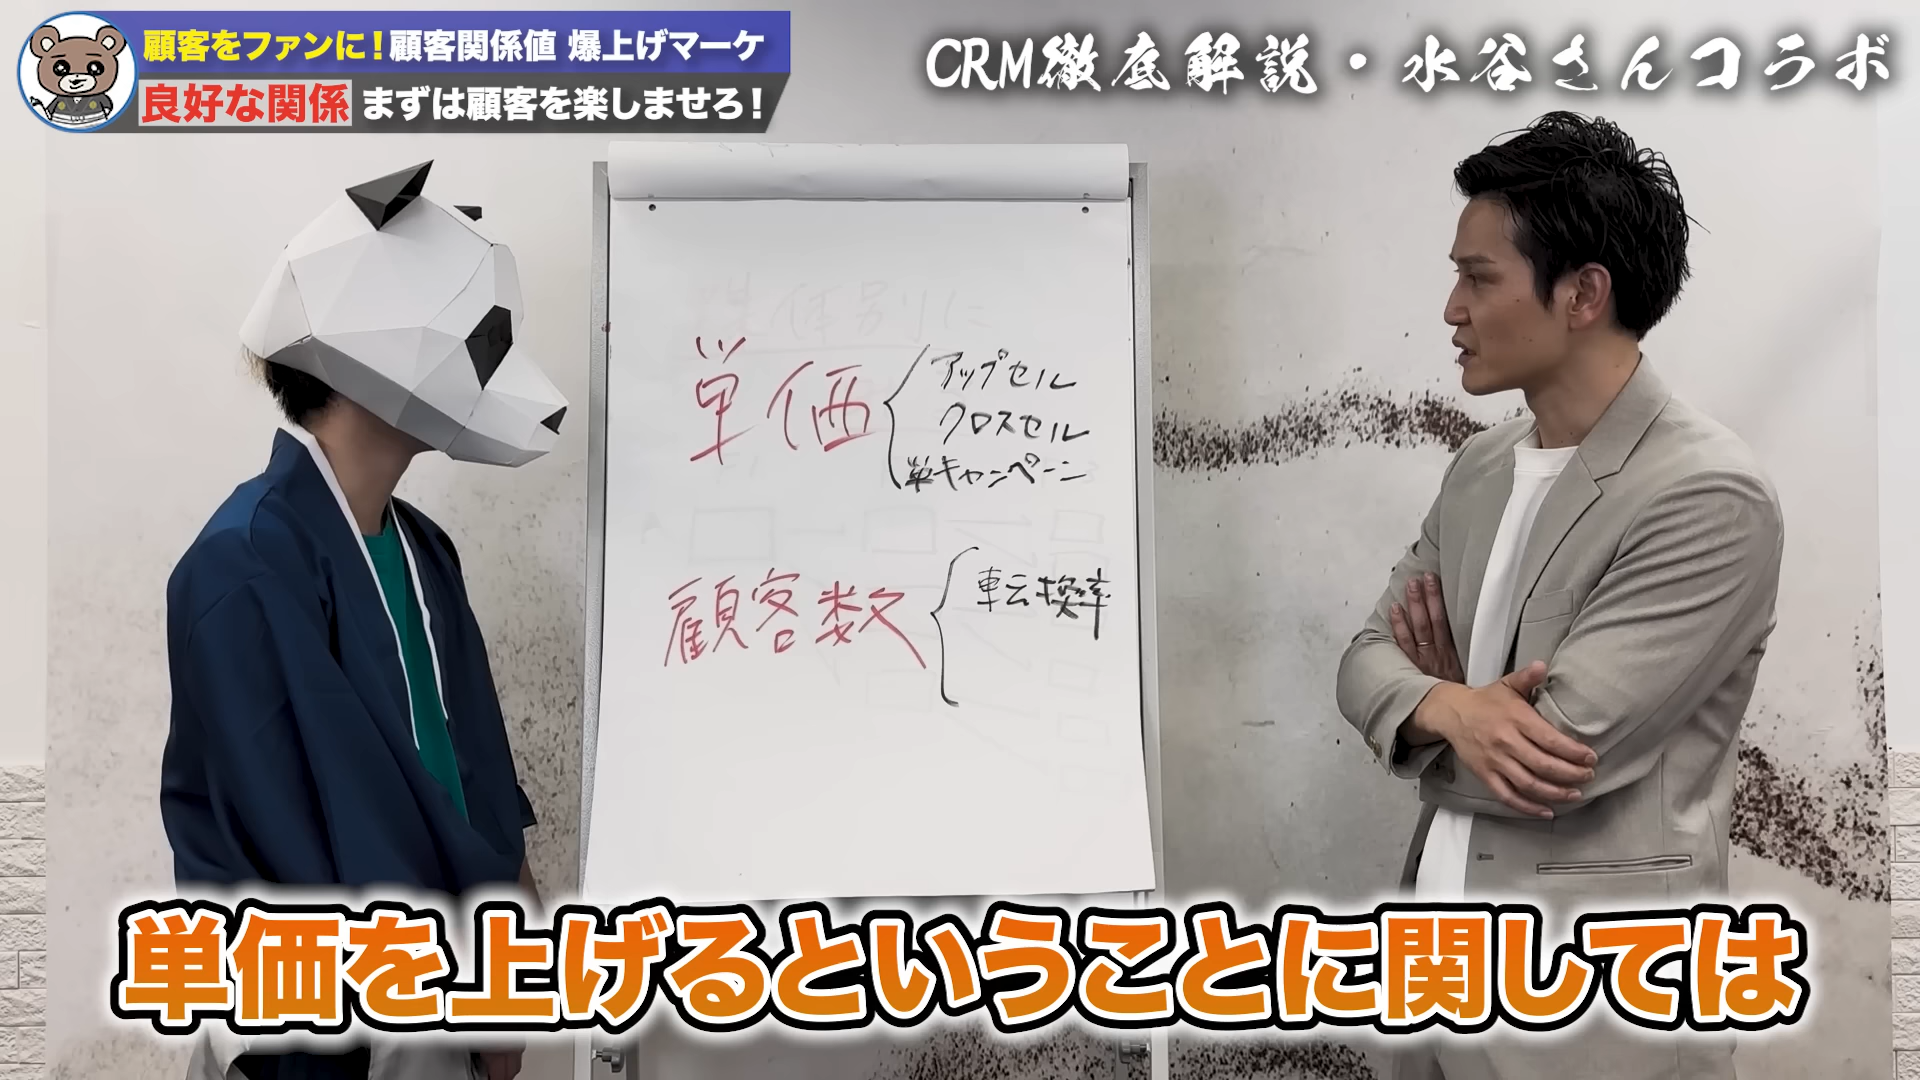 顧客をファンに！顧客関係値 爆上げマーケ
良好な関係 まずは顧客を楽しませろ！
CRM徹底解説・水谷さんコラボ
単価
アップセル
クロスセル
キャンペーン
顧客数
転換率
単価を上げるということに関しては